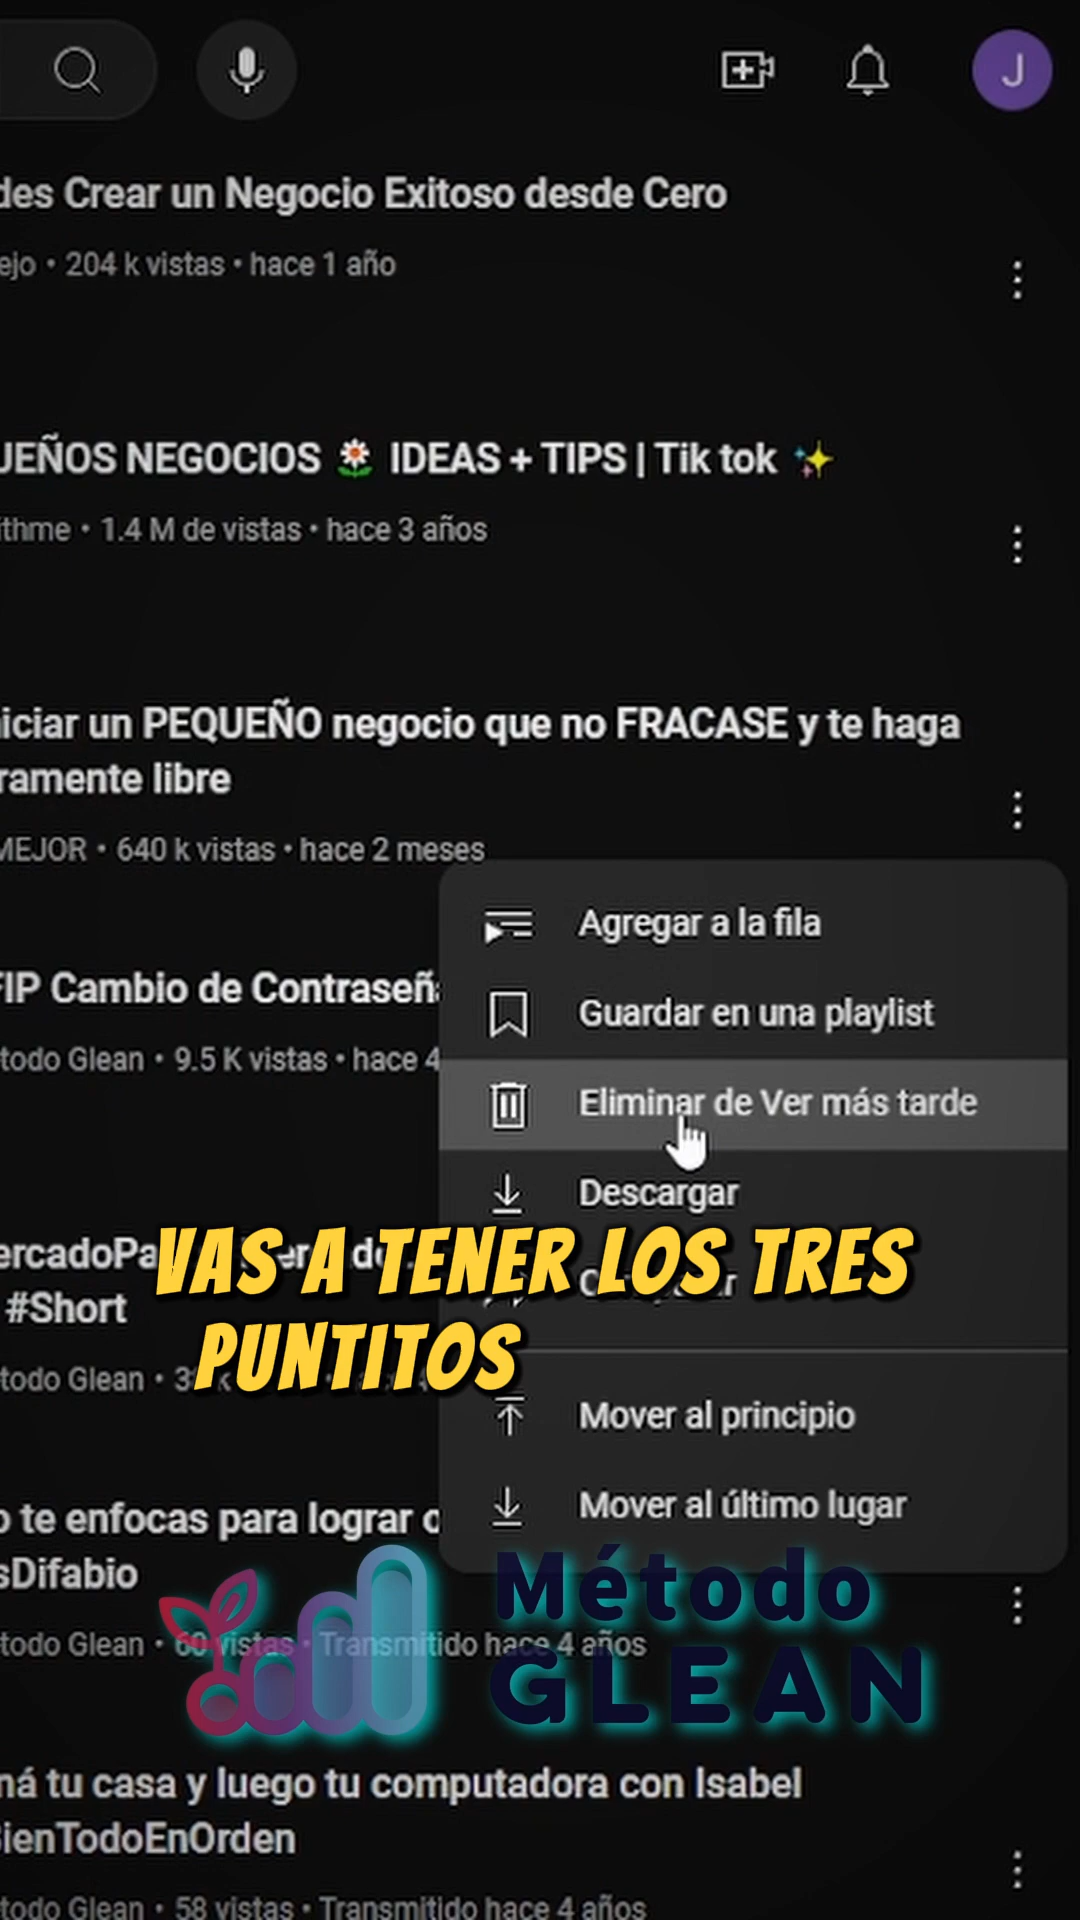 J
des Crear un Negocio Exitoso desde Cero
ejo • 204 k vistas • hace 1 año
UEÑOS NEGOCIOS 🌼 IDEAS + TIPS | Tik tok ✨
ithme • 1.4 M de vistas • hace 3 años
niciar un PEQUEÑO negocio que no FRACASE y te haga
ramente libre
MEJOR • 640 k vistas • hace 2 meses
Agregar a la fila
FIP Cambio de Contraseña
Guardar en una playlist
todo Glean • 9.5 K vistas • hace 4
Eliminar de Ver más tarde
Descargar
VAS A TENER LOS TRES
PUNTITOS
#Short
todo Glean •
Mover al principio
Mover al último lugar
o te enfocas para lograr
sDifabio
todo Glean • 60 vistas • Transmitido hace 4 años
Método
GLEAN
ná tu casa y luego tu computadora con Isabel
BienTodoEnOrden
todo Glean • 58 vistas • Transmitido hace 4 años